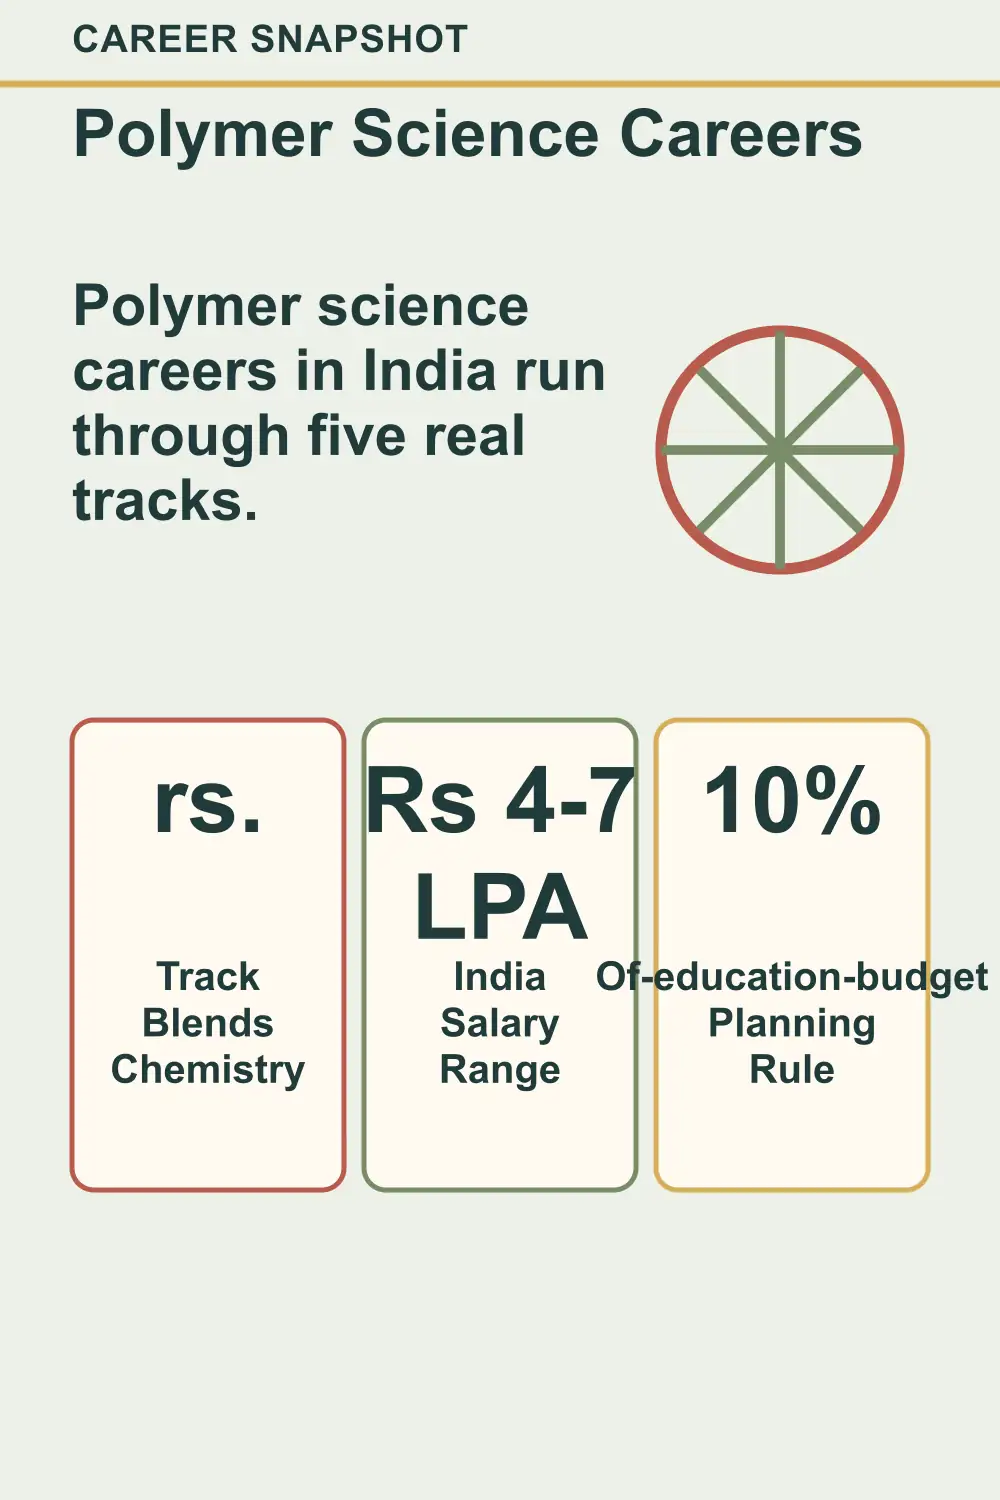 CAREER SNAPSHOT
Polymer Science Careers
Polymer science
careers in India run
through five real
tracks.
rs.
Track
Blends
Chemistry
Rs 4-7
LPA
India
Salary
Range
10%
Of-education-budget
Planning
Rule